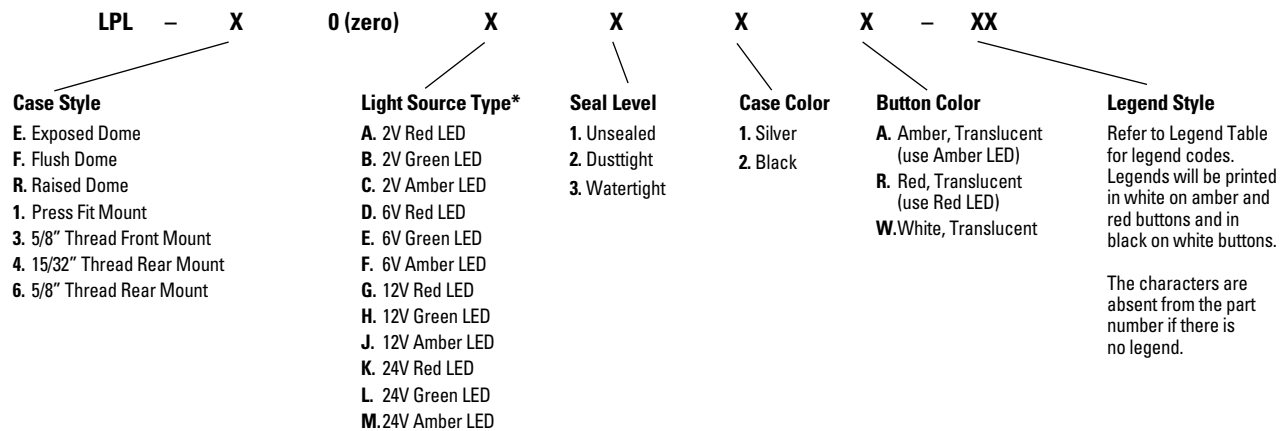 LPL – X 0 (zero) X X X X – XX
Case Style
E. Exposed Dome
F. Flush Dome
R. Raised Dome
1. Press Fit Mount
3. 5/8” Thread Front Mount
4. 15/32” Thread Rear Mount
6. 5/8” Thread Rear Mount
Light Source Type*
A. 2V Red LED
B. 2V Green LED
C. 2V Amber LED
D. 6V Red LED
E. 6V Green LED
F. 6V Amber LED
G. 12V Red LED
H. 12V Green LED
J. 12V Amber LED
K. 24V Red LED
L. 24V Green LED
M.24V Amber LED
Seal Level
1. Unsealed
2. Dusttight
3. Watertight
Case Color
1. Silver
2. Black
Button Color
A. Amber, Translucent
(use Amber LED)
R. Red, Translucent
(use Red LED)
W.White, Translucent
Legend Style
Refer to Legend Table
for legend codes.
Legends will be printed
in white on amber and
red buttons and in
black on white buttons.
The characters are
absent from the part
number if there is
no legend.